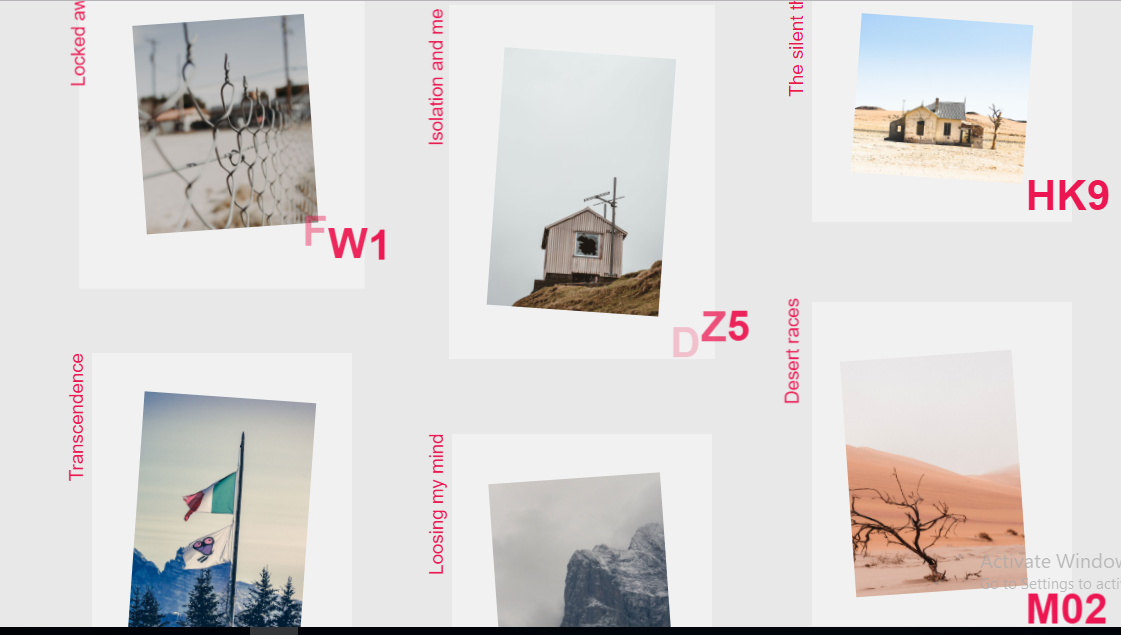 Locked aw
FW1
Isolation and me
DZ5
The silent th
HK9
Transcendence
Loosing my mind
Desert races
M02
Activate Window
Go to Settings to acti